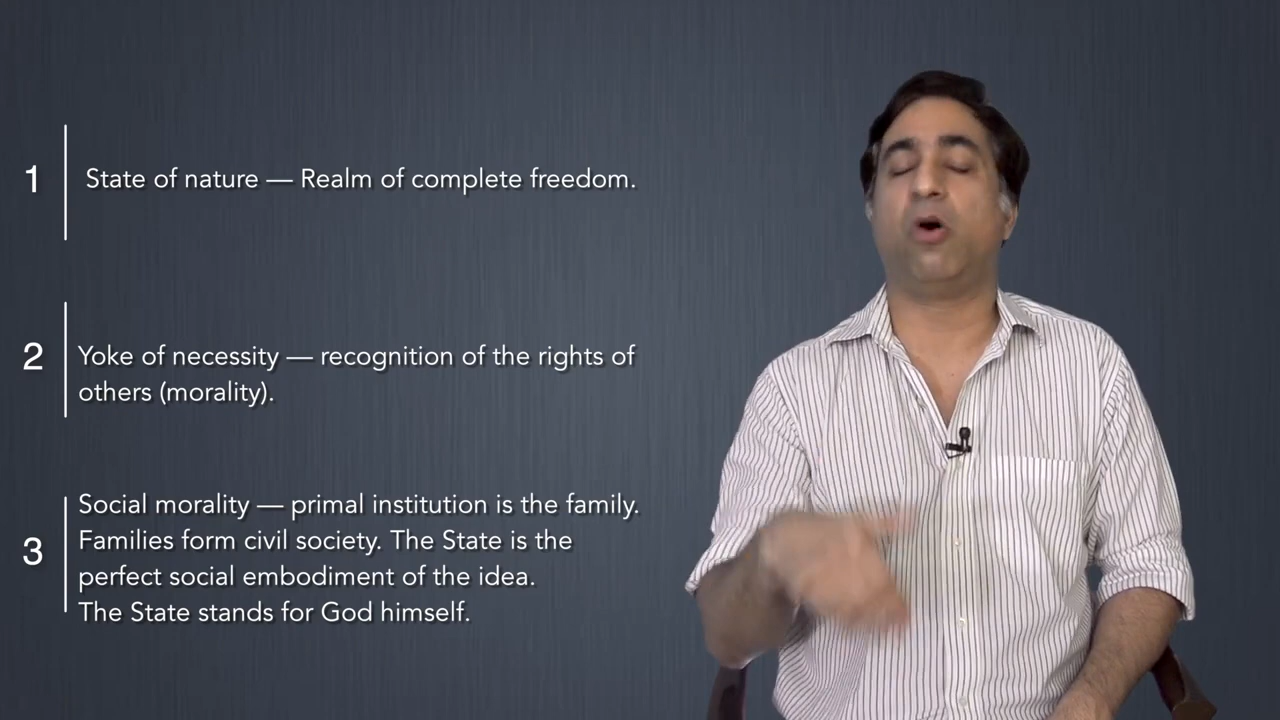 1
State of nature — Realm of complete freedom.
2
Yoke of necessity — recognition of the rights of
others (morality).
3
Social morality — primal institution is the family.
Families form civil society. The State is the
perfect social embodiment of the idea.
The State stands for God himself.